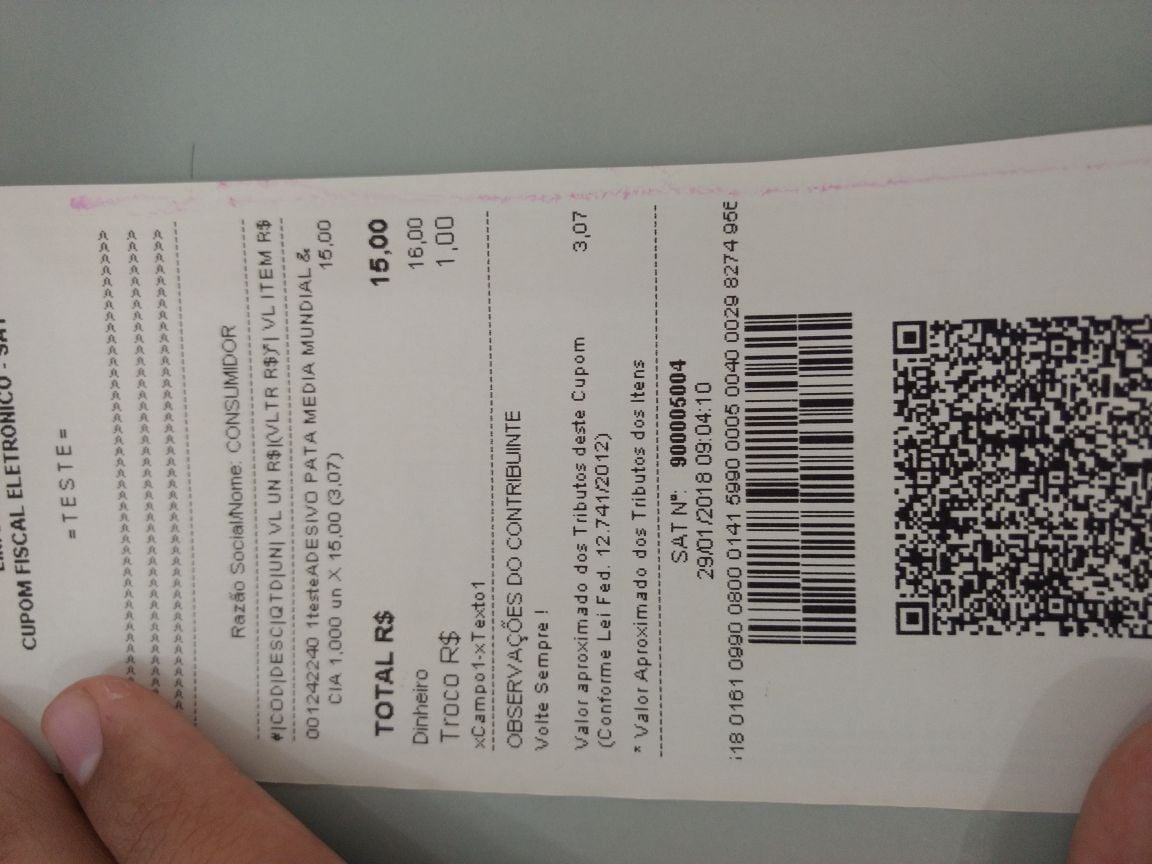 CUPOM FISCAL ELETRONICO - SAT
= T E S T E =
Razão Social/Nome: CONSUMIDOR
#|COD|DESC|QTD|UN| VL UN R$|(VLTR R$)*| VL ITEM R$
001242240 1testeADESIVO PATA MEDIA MUNDIAL &
CIA 1,000 un X 15,00 (3,07) 15,00
TOTAL R$ 15,00
Dinheiro 16,00
Troco R$ 1,00
xCampo1-xTexto1
OBSERVAÇÕES DO CONTRIBUINTE
Volte Sempre !
Valor aproximado dos Tributos deste Cupom 3,07
(Conforme Lei Fed. 12.741/2012)
* Valor Aproximado dos Tributos dos Itens
SAT Nº: 900005004
29/01/2018 09:04:10
18 0161 0990 0800 0141 5990 0005 0040 0029 8274 956